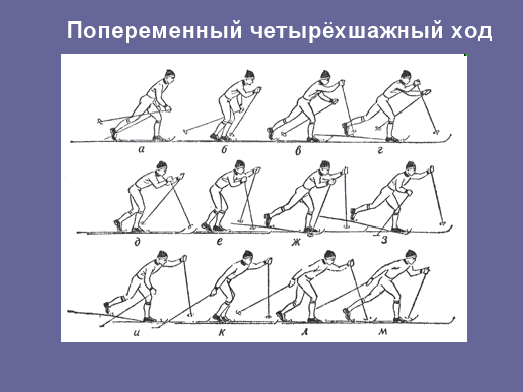 Попеременный четырёхшажный ход
а б в г
д е ж з
и к л м